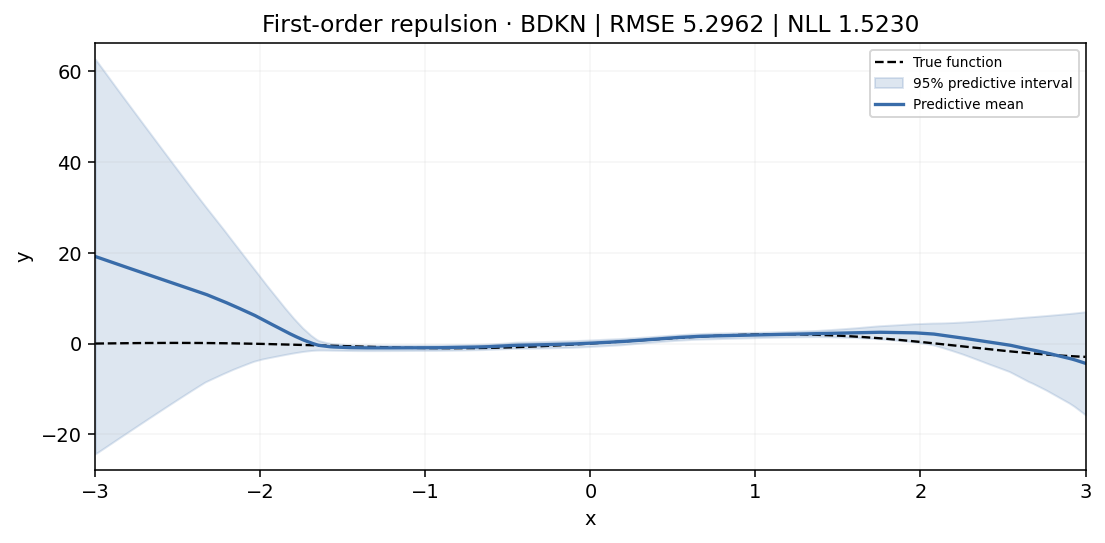 First-order repulsion · BDKN | RMSE 5.2962 | NLL 1.5230
True function
95% predictive interval
Predictive mean
60
40
20
0
−20
y
−3
−2
−1
0
1
2
3
x